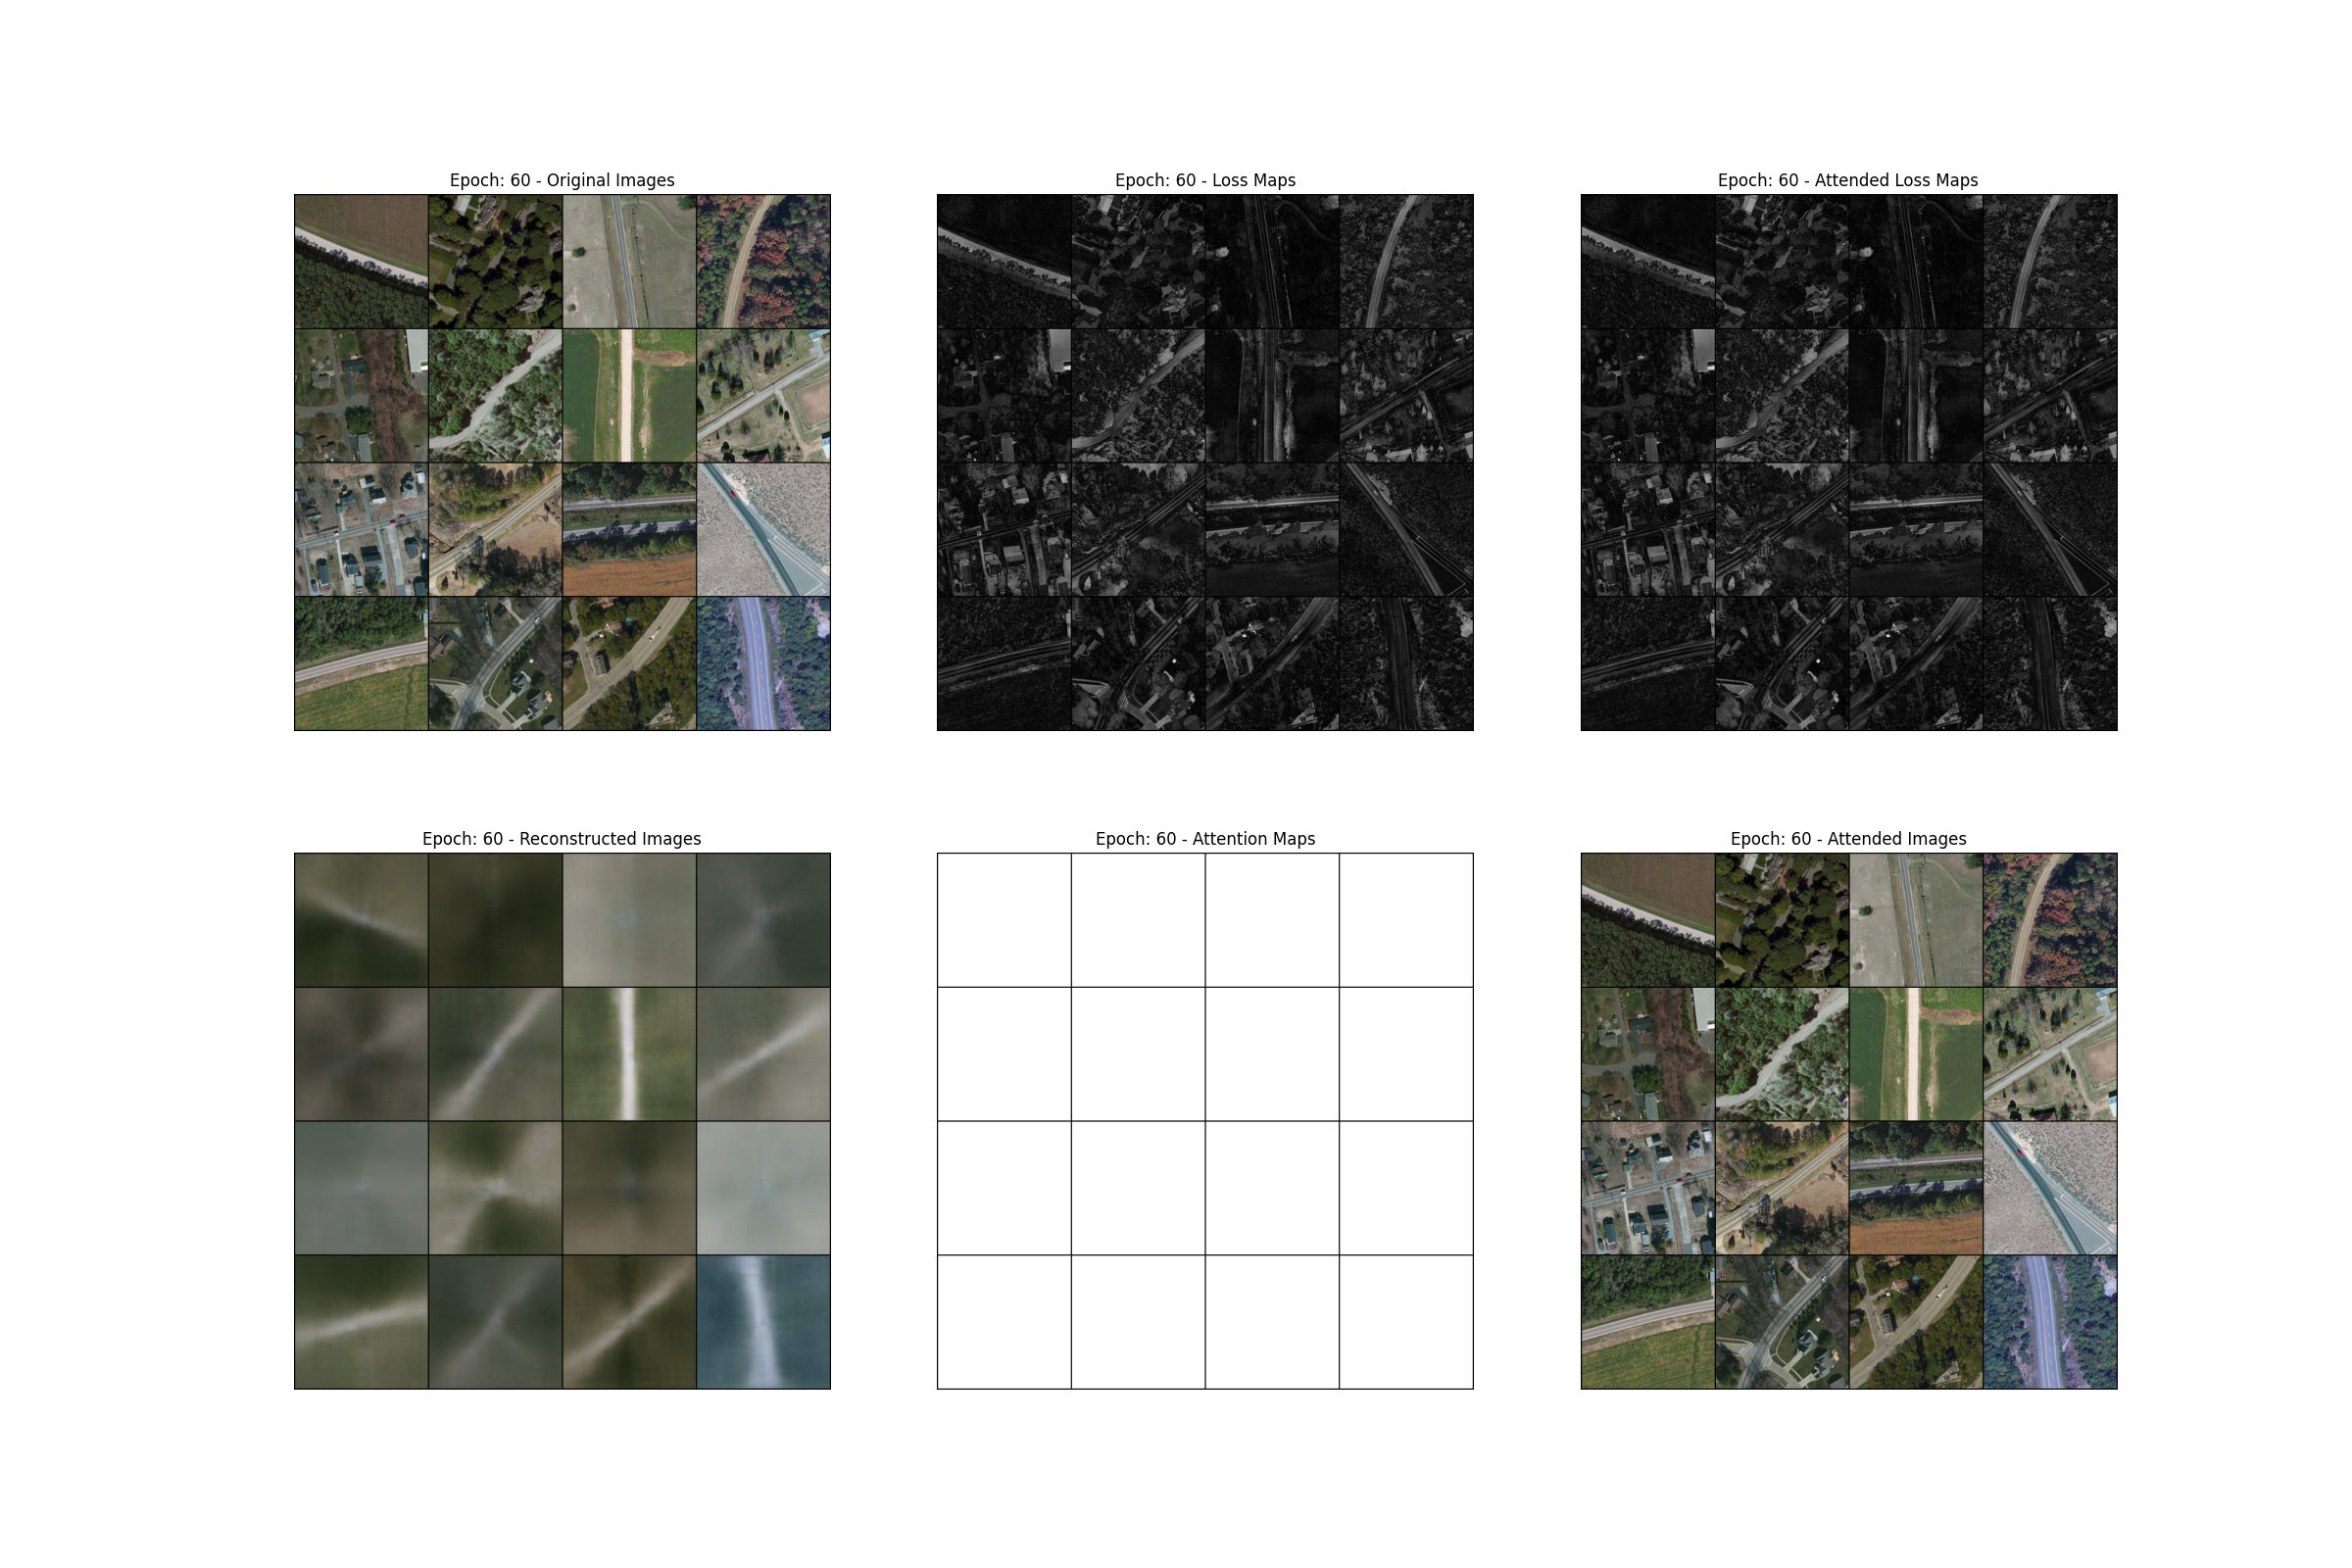 Epoch: 60 - Original Images
Epoch: 60 - Loss Maps
Epoch: 60 - Attended Loss Maps
Epoch: 60 - Reconstructed Images
Epoch: 60 - Attention Maps
Epoch: 60 - Attended Images